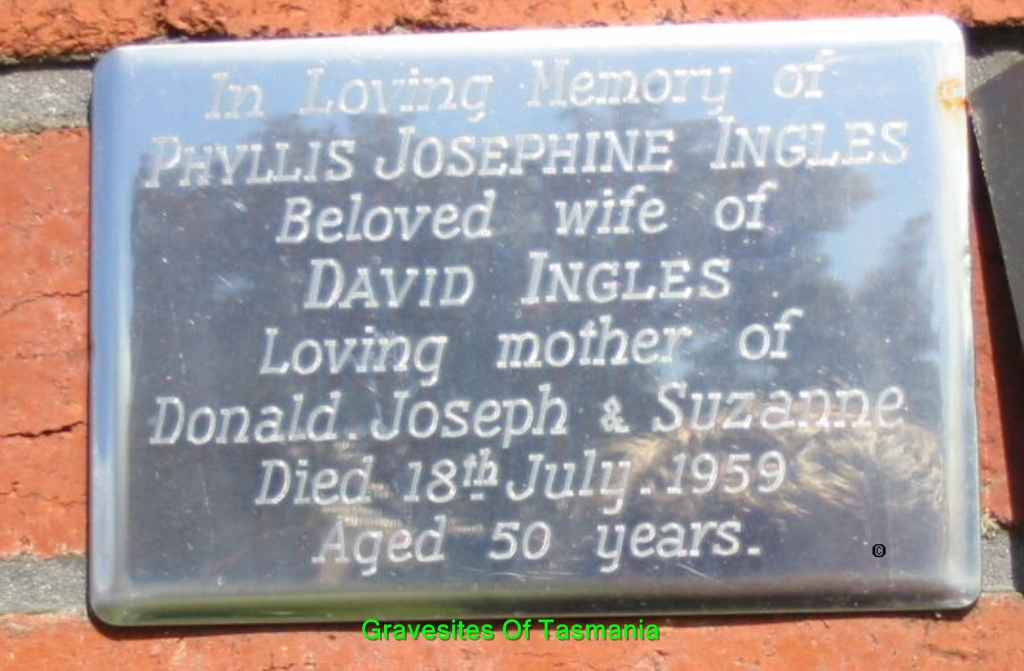 In Loving Memory of
PHYLLIS JOSEPHINE INGLES
Beloved wife of
DAVID INGLES
Loving mother of
Donald. Joseph & Suzanne
Died 18th July. 1959
Aged 50 years.
©
Gravesites Of Tasmania